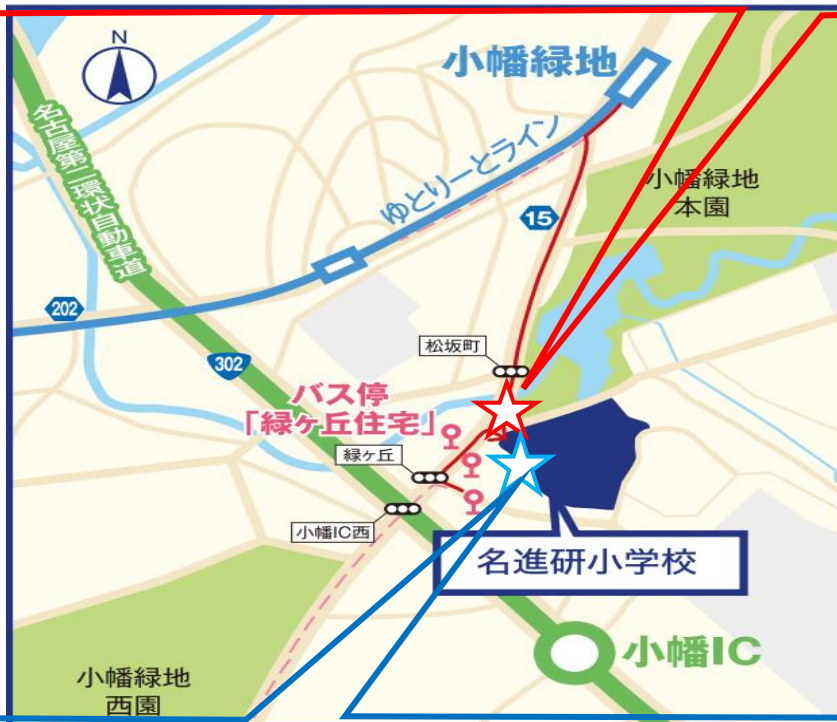 N
小幡緑地
名古屋第二環状自動車道
ゆとりーとライン
小幡緑地
本園
15
202
302
松坂町
バス停
「緑ヶ丘住宅」
緑ヶ丘
小幡IC西
名進研小学校
小幡IC
小幡緑地
西園